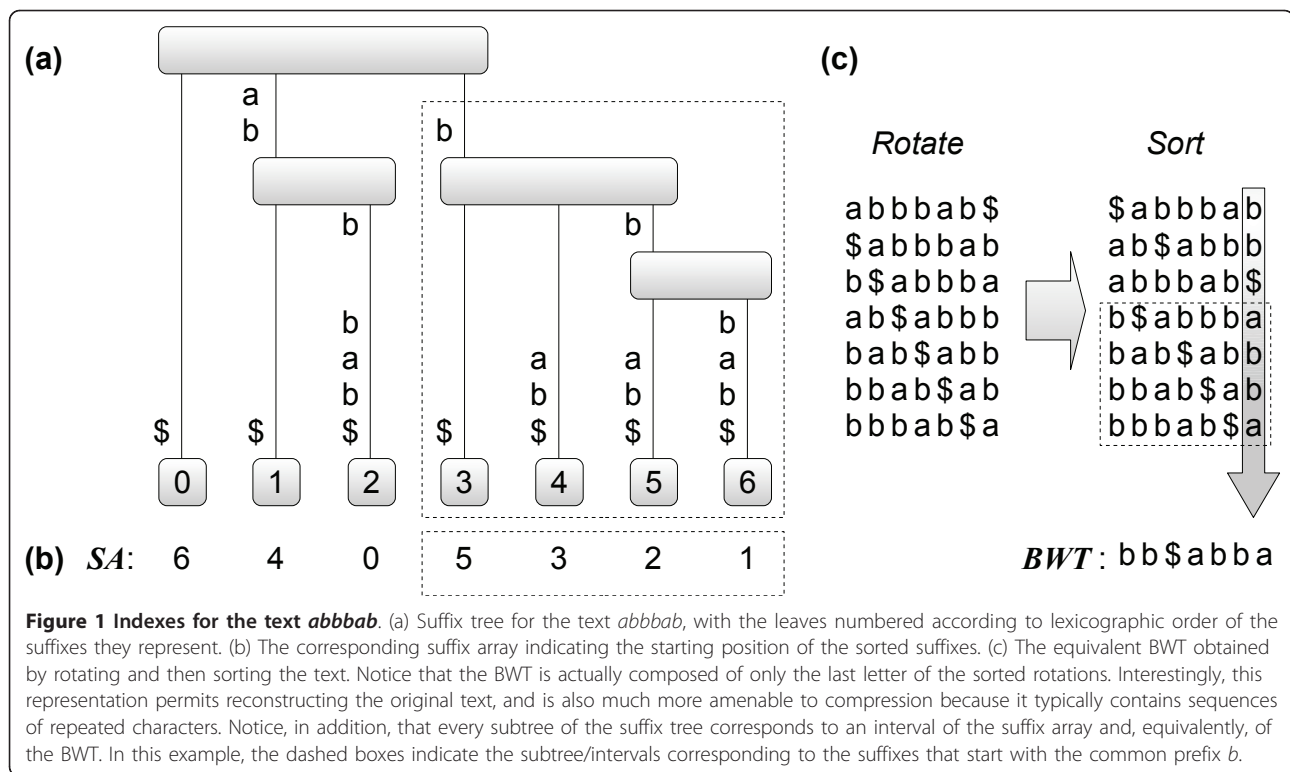 (a)
a
b
b
b
b
b
a
b
$
$
$
a
b
$
a
b
$
b
a
b
$
$
0 1 2 3 4 5 6
(b) SA: 6 4 0 5 3 2 1
(c)
Rotate
abbbab$
$abbbab
b$abbba
ab$abbb
bab$abb
bbab$ab
bbbab$a
Sort
$abbbab
ab$abbb
abbbab$
b$abbba
bab$abb
bbab$ab
bbbab$a
BWT : bb$abba
Figure 1 Indexes for the text abbbab. (a) Suffix tree for the text abbbab, with the leaves numbered according to lexicographic order of the
suffixes they represent. (b) The corresponding suffix array indicating the starting position of the sorted suffixes. (c) The equivalent BWT obtained
by rotating and then sorting the text. Notice that the BWT is actually composed of only the last letter of the sorted rotations. Interestingly, this
representation permits reconstructing the original text, and is also much more amenable to compression because it typically contains sequences
of repeated characters. Notice, in addition, that every subtree of the suffix tree corresponds to an interval of the suffix array and, equivalently, of
the BWT. In this example, the dashed boxes indicate the subtree/intervals corresponding to the suffixes that start with the common prefix b.